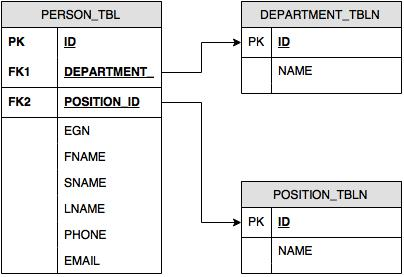 PERSON_TBL
PK ID
FK1 DEPARTMENT_
FK2 POSITION_ID
EGN
FNAME
SNAME
LNAME
PHONE
EMAIL
DEPARTMENT_TBLN
PK ID
NAME
POSITION_TBLN
PK ID
NAME